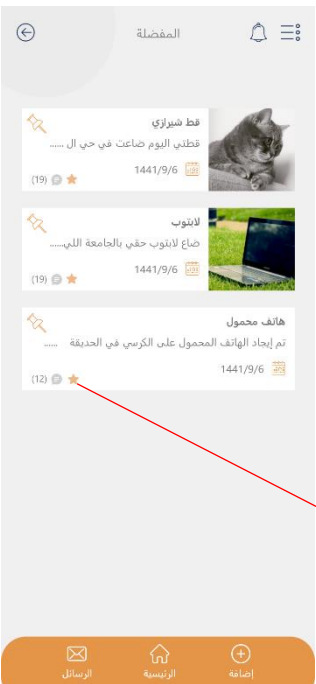 المفضلة
قط شيرازي
قطتي اليوم ضاعت في حي ال ......
1441/9/6
(19)
لابتوب
ضاع لابتوب حقي بالجامعة اللي......
1441/9/6
(19)
هاتف محمول
تم إيجاد الهاتف المحمول على الكرسي في الحديقة ......
1441/9/6
(12)
إضافة
الرئيسية
الرسائل